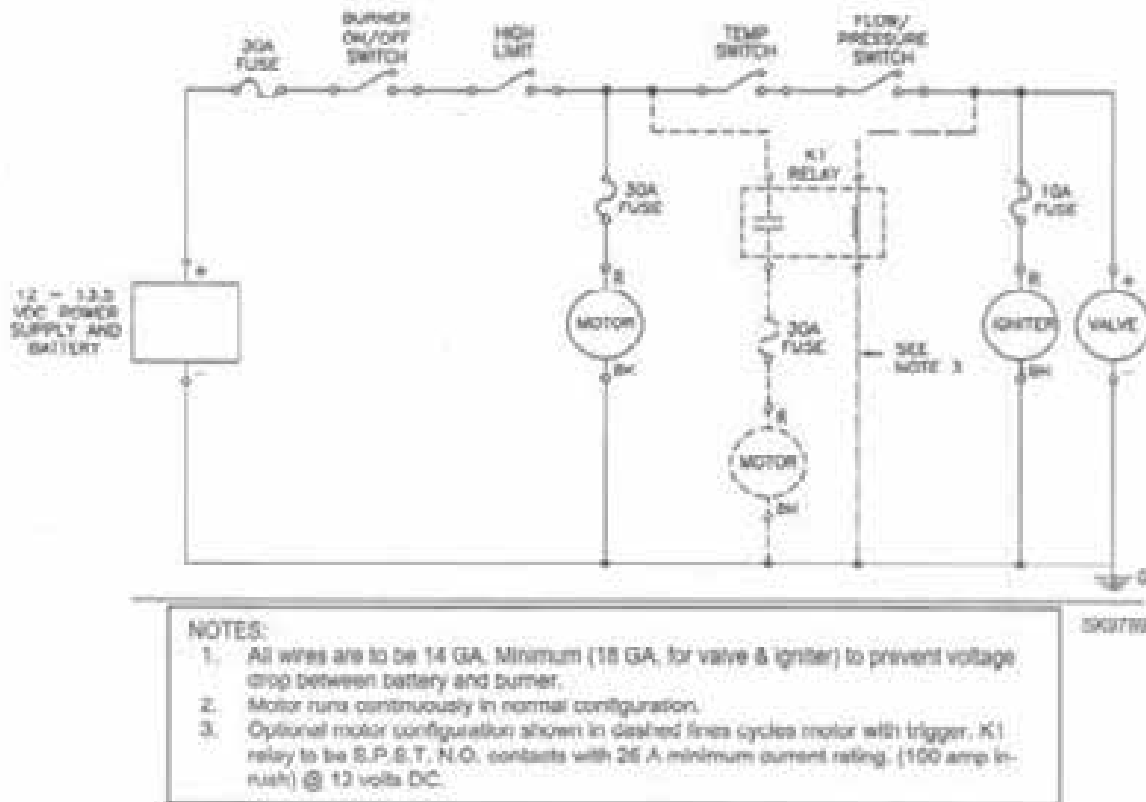 BURNER
ON/OFF
SWITCH
30A
FUSE
HIGH
LIMIT
TEMP
SWITCH
FLOW/
PRESSURE
SWITCH
K1
RELAY
30A
FUSE
10A
FUSE
+
R
R
+
12 - 13.5
VDC POWER
SUPPLY AND
BATTERY
MOTOR
30A
FUSE
SEE
NOTE 3
IGNITER
VALVE
-
BK
BK
-
R
MOTOR
BK
NOTES:
1. All wires are to be 14 GA. Minimum (18 GA. for valve & igniter) to prevent voltage
drop between battery and burner.
2. Motor runs continuously in normal configuration.
3. Optional motor configuration shown in dashed lines cycles motor with trigger. K1
relay to be S.P.S.T. N.O. contacts with 26 A minimum current rating. (100 amp in-
rush) @ 12 volts DC.